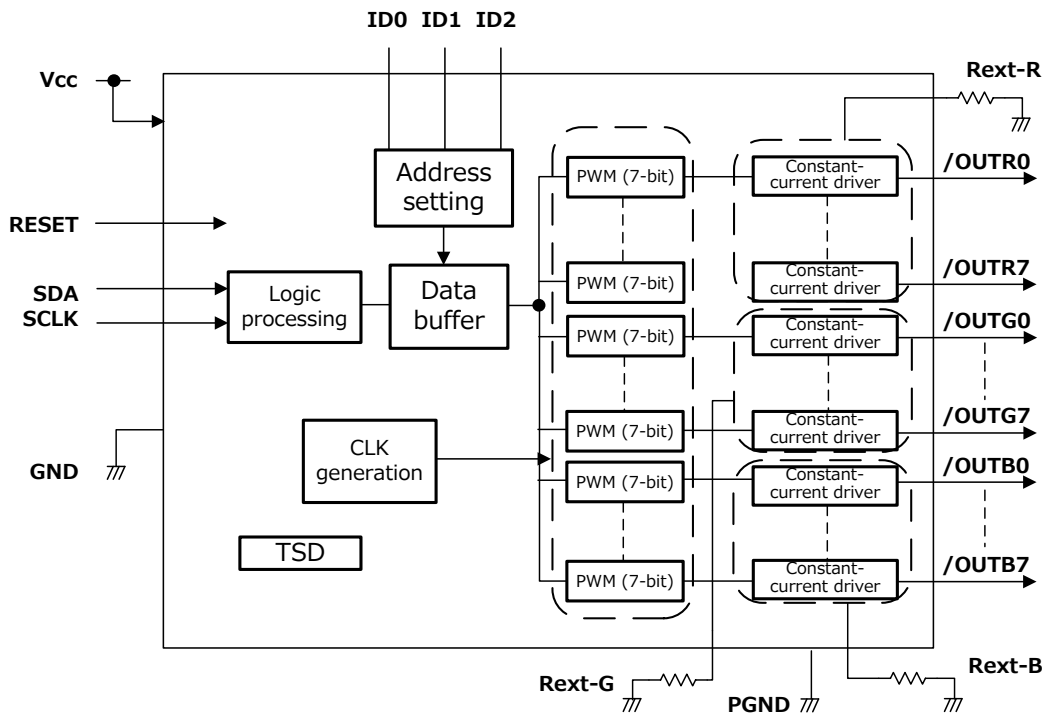 ID0 ID1 ID2
Vcc
Rext-R
Address
setting
PWM (7-bit)
Constant-
current driver
/OUTR0
RESET
SDA
SCLK
Logic
processing
Data
buffer
PWM (7-bit)
Constant-
current driver
/OUTR7
PWM (7-bit)
Constant-
current driver
/OUTG0
PWM (7-bit)
Constant-
current driver
/OUTG7
GND
CLK
generation
PWM (7-bit)
Constant-
current driver
/OUTB0
TSD
PWM (7-bit)
Constant-
current driver
/OUTB7
Rext-G
PGND
Rext-B